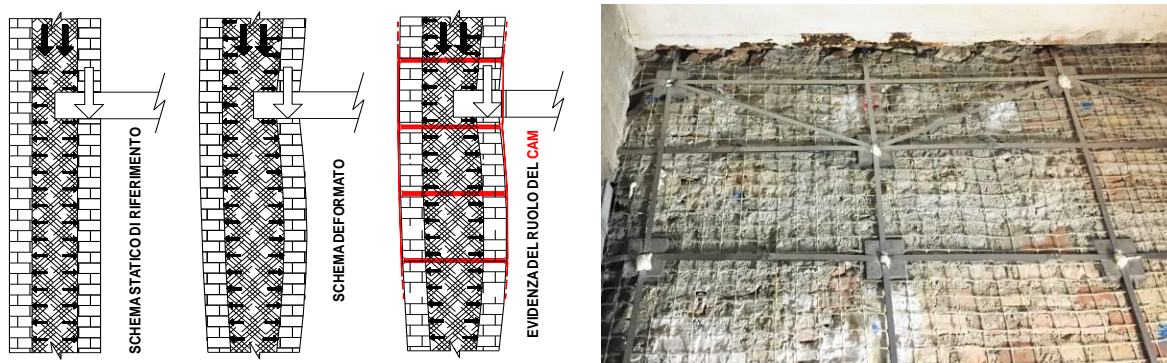 SCHEMA STATICO DI RIFERIMENTO
SCHEMA DEFORMATO
EVIDENZA DEL RUOLO DEL CAM